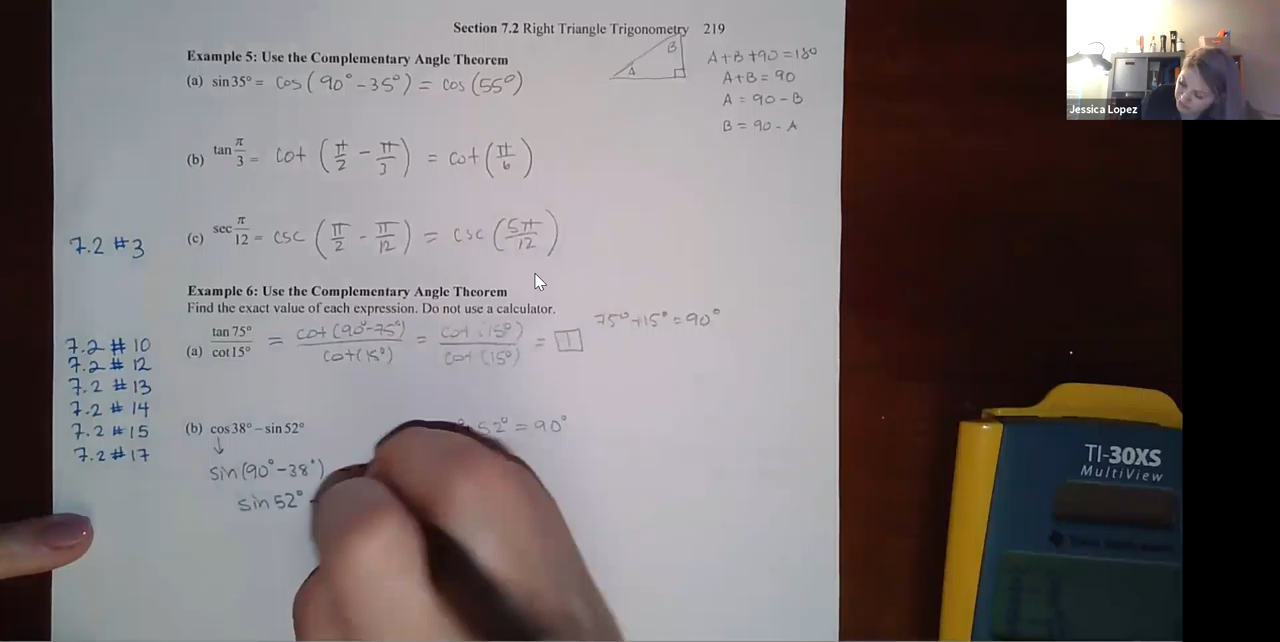 Section 7.2 Right Triangle Trigonometry 219
Example 5: Use the Complementary Angle Theorem
(a) sin35° = cos(90° - 35°) = cos(55°)
B
A
A+B+90=180
A+B=90
A = 90-B
B = 90-A
(b) tan π/3 = cot(π/2 - π/3) = cot(π/6)
(c) sec π/12 = csc(π/2 - π/12) = csc(5π/12)
7.2 #3
Example 6: Use the Complementary Angle Theorem
Find the exact value of each expression. Do not use a calculator.
(a) tan 75°/cot 15° = cot(90°-75°)/cot(15°) = cot(15°)/cot(15°) = 1
75°+15°=90°
7.2 #10
7.2 #12
7.2 #13
7.2 #14
7.2 #15
7.2 #17
(b) cos 38° – sin 52°
52° = 90°
sin(90°-38°)
sin 52° -
Jessica Lopez
TI-30XS
MultiView